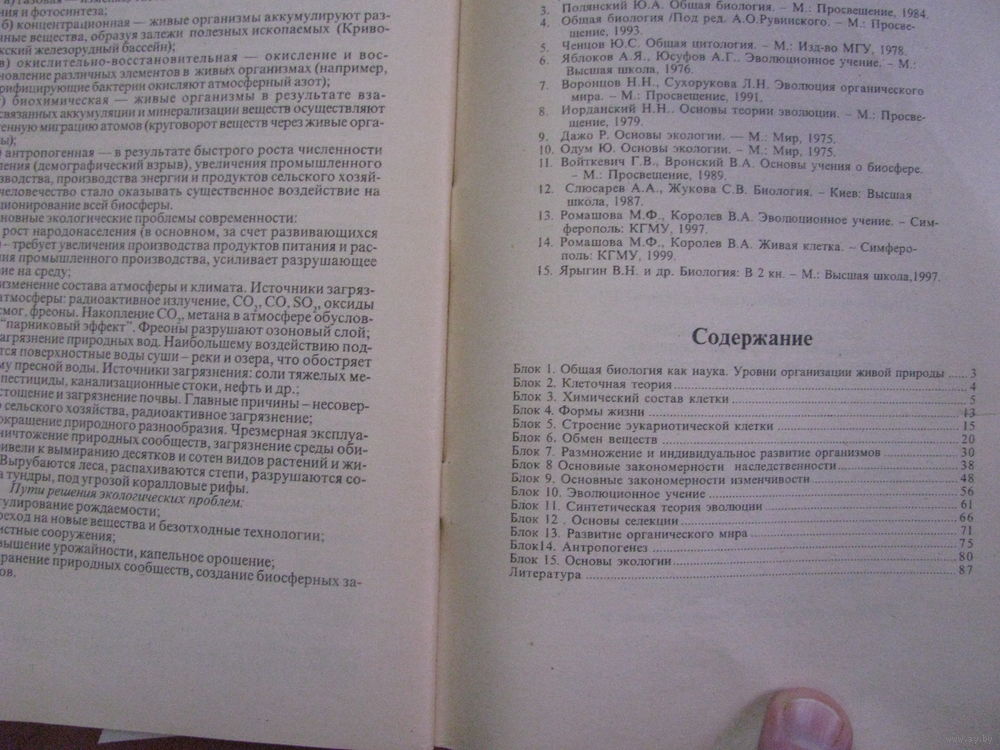 б) концентрационная — живые организмы аккумулируют раз-
вещества, образуя залежи полезных ископаемых (Криво-
железорудный бассейн);
в) окислительно-восстановительная — окисление и вос-
различных элементов в живых организмах (например,
бактерии окисляют атмосферный азот);
биохимическая — живые организмы в результате вза-
аккумуляции и минерализации веществ осуществляют
миграцию атомов (круговорот веществ через живые орга-
антропогенная — в результате быстрого роста численности
(демографический взрыв), увеличения промышленного
производства энергии и продуктов сельского хозяй-
человечество стало оказывать существенное воздействие на
всей биосферы.
экологические проблемы современности:
рост народонаселения (в основном, за счет развивающихся
– требует увеличения производства продуктов питания и рас-
промышленного производства, усиливает разрушающее
на среду;
изменение состава атмосферы и климата. Источники загряз-
атмосферы: радиоактивное излучение, CO2, CO, SO2, оксиды
смог, фреоны. Накопление CO2, метана в атмосфере обуслов-
"парниковый эффект". Фреоны разрушают озоновый слой;
загрязнение природных вод. Наибольшему воздействию под-
поверхностные воды суши – реки и озера, что обостряет
пресной воды. Источники загрязнения: соли тяжелых ме-
пестициды, канализационные стоки, нефть и др.;
и загрязнение почвы. Главные причины – несовер-
сельского хозяйства, радиоактивное загрязнение;
природного разнообразия. Чрезмерная эксплуа-
природных сообществ, загрязнение среды оби-
к вымиранию десятков и сотен видов растений и жи-
Вырубаются леса, распахиваются степи, разрушаются со-
тундры, под угрозой коралловые рифы.
Пути решения экологических проблем.
рождаемости;
на новые вещества и безотходные технологии;
сооружения;
урожайности, капельное орошение;
природных сообществ, создание биосферных за-
3. Полянский Ю.А. Общая биология. – М.: Просвещение, 1984.
4. Общая биология /Под ред. А.О.Рувинского. – М.: Просве-
щение, 1993.
5. Ченцов Ю.С. Общая цитология. – М.: Изд-во МГУ, 1978.
6. Яблоков А.Я., Юсуфов А.Г.. Эволюционное учение. – М.:
Высшая школа, 1976.
7. Воронцов Н.Н., Сухорукова Л.Н. Эволюция органического
мира. – М.: Просвещение, 1991.
8. Иорданский Н.Н.. Основы теории эволюции. – М.: Просве-
щение, 1979.
9. Дажо Р. Основы экологии. — М.: Мир, 1975.
10. Одум Ю. Основы экологии. – М.: Мир, 1975.
11. Войткевич Г.В., Вронский В.А. Основы учения о биосфере.
– М.: Просвещение, 1989.
12. Слюсарев А.А., Жукова С.В. Биология. – Киев: Высшая
школа, 1987.
13. Ромашова М.Ф., Королев В.А. Эволюционное учение. – Сим-
ферополь: КГМУ, 1997.
14. Ромашова М.Ф., Королев В.А. Живая клетка. – Симферо-
поль: КГМУ, 1999.
15. Ярыгин В.Н. и др. Биология: В 2 кн. – М.: Высшая школа,1997.
Содержание
Блок 1. Общая биология как наука. Уровни организации живой природы ..... 3
Блок 2. Клеточная теория ..... 4
Блок 3. Химический состав клетки ..... 5
Блок 4. Формы жизни ..... 13
Блок 5. Строение эукариотической клетки ..... 15
Блок 6. Обмен веществ ..... 20
Блок 7. Размножение и индивидуальное развитие организмов ..... 30
Блок 8 Основные закономерности наследственности ..... 38
Блок 9. Основные закономерности изменчивости ..... 48
Блок 10. Эволюционное учение ..... 56
Блок 11. Синтетическая теория эволюции ..... 61
Блок 12 . Основы селекции ..... 66
Блок 13. Развитие органического мира ..... 71
Блок14. Антропогенез ..... 75
Блок 15. Основы экологии ..... 80
Литература ..... 87
www.ay.by